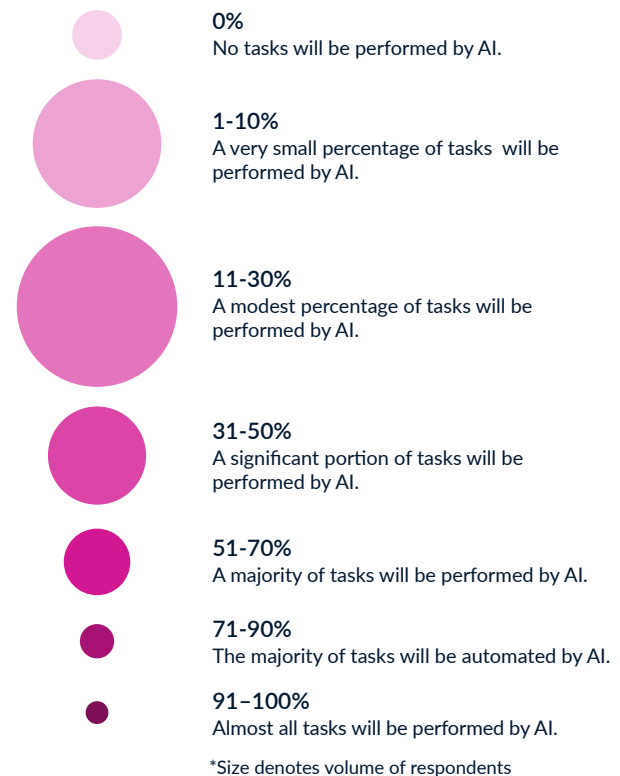 0%
No tasks will be performed by AI.
1-10%
A very small percentage of tasks  will be
performed by AI.
11-30%
A modest percentage of tasks will be
performed by AI.
31-50%
A significant portion of tasks will be
performed by AI.
51-70%
A majority of tasks will be performed by AI.
71-90%
The majority of tasks will be automated by AI.
91–100%
Almost all tasks will be performed by AI.
*Size denotes volume of respondents